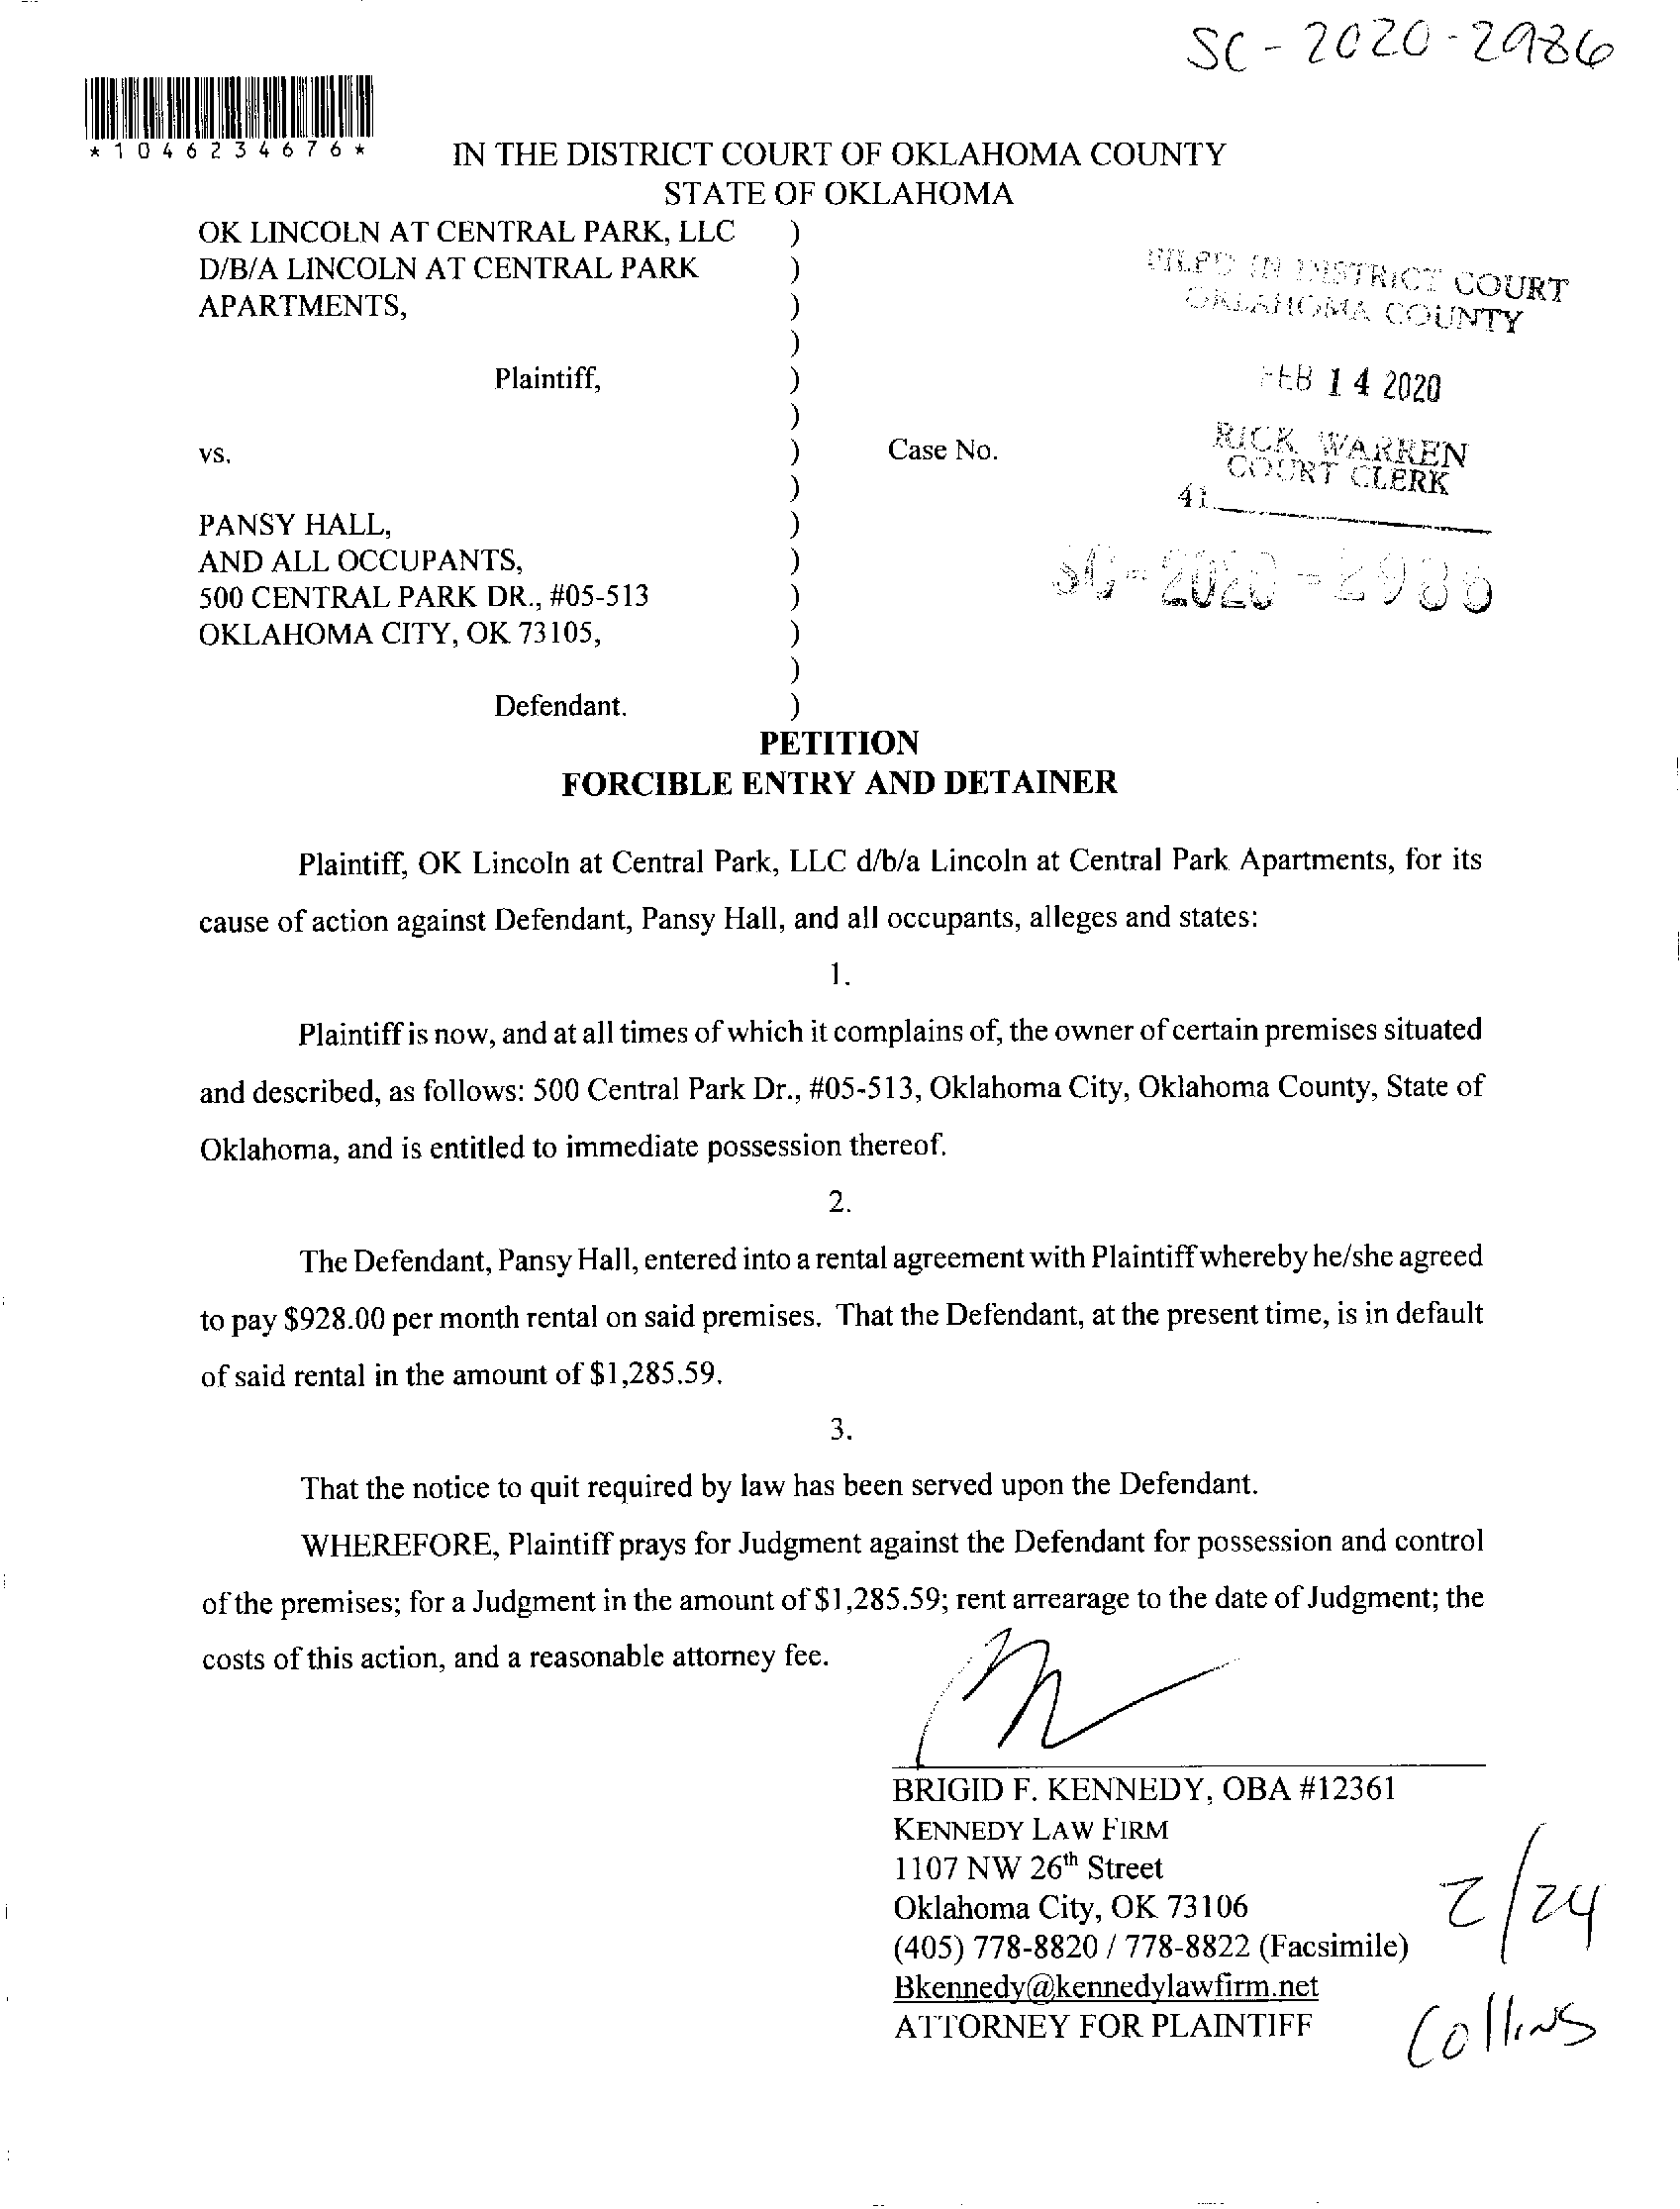 SC-2020-2986
*1046234676*
IN THE DISTRICT COURT OF OKLAHOMA COUNTY
STATE OF OKLAHOMA
OK LINCOLN AT CENTRAL PARK, LLC )
D/B/A LINCOLN AT CENTRAL PARK )
APARTMENTS, )
)
Plaintiff, )
)
vs. ) Case No.
)
PANSY HALL, )
AND ALL OCCUPANTS, )
500 CENTRAL PARK DR., #05-513 )
OKLAHOMA CITY, OK 73105, )
)
Defendant. )
FILED IN DISTRICT COURT
OKLAHOMA COUNTY
FEB 14 2020
RICK WARREN
COURT CLERK
41
SC-2020-2986
PETITION
FORCIBLE ENTRY AND DETAINER
Plaintiff, OK Lincoln at Central Park, LLC d/b/a Lincoln at Central Park Apartments, for its
cause of action against Defendant, Pansy Hall, and all occupants, alleges and states:
1.
Plaintiff is now, and at all times of which it complains of, the owner of certain premises situated
and described, as follows: 500 Central Park Dr., #05-513, Oklahoma City, Oklahoma County, State of
Oklahoma, and is entitled to immediate possession thereof.
2.
The Defendant, Pansy Hall, entered into a rental agreement with Plaintiff whereby he/she agreed
to pay $928.00 per month rental on said premises. That the Defendant, at the present time, is in default
of said rental in the amount of $1,285.59.
3.
That the notice to quit required by law has been served upon the Defendant.
WHEREFORE, Plaintiff prays for Judgment against the Defendant for possession and control
of the premises; for a Judgment in the amount of $1,285.59; rent arrearage to the date of Judgment; the
costs of this action, and a reasonable attorney fee.
BRIGID F. KENNEDY, OBA #12361
KENNEDY LAW FIRM
1107 NW 26th Street
Oklahoma City, OK 73106
(405) 778-8820 / 778-8822 (Facsimile)
Bkennedy@kennedylawfirm.net
ATTORNEY FOR PLAINTIFF
2/24
Collins